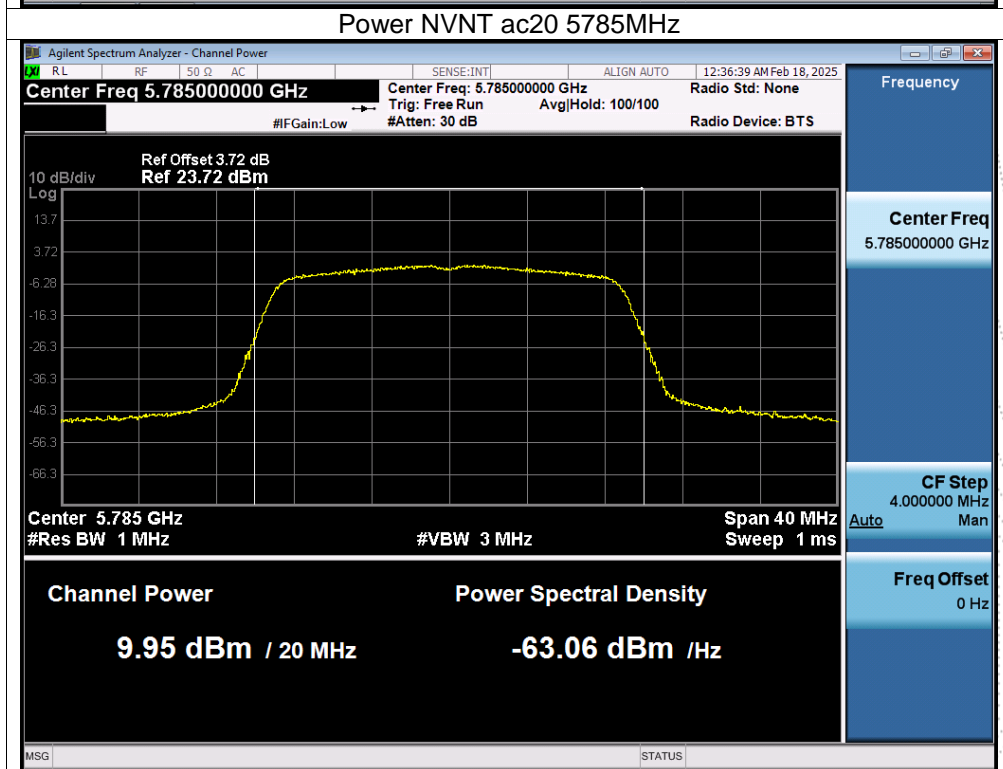 Power NVNT ac20 5785MHz
Agilent Spectrum Analyzer - Channel Power
LXI RL RF 50 Ω AC SENSE:INT ALIGN AUTO 12:36:39 AM Feb 18, 2025
Center Freq 5.785000000 GHz
#IFGain:Low
Center Freq: 5.785000000 GHz
Trig: Free Run Avg|Hold: 100/100
#Atten: 30 dB
Radio Std: None
Radio Device: BTS
Ref Offset 3.72 dB
10 dB/div Ref 23.72 dBm
Log
13.7
3.72
-6.28
-16.3
-26.3
-36.3
-46.3
-56.3
-66.3
Center 5.785 GHz Span 40 MHz
#Res BW 1 MHz #VBW 3 MHz Sweep 1 ms
Channel Power
9.95 dBm / 20 MHz
Power Spectral Density
-63.06 dBm /Hz
Frequency
Center Freq
5.785000000 GHz
CF Step
4.000000 MHz
Auto Man
Freq Offset
0 Hz
MSG STATUS